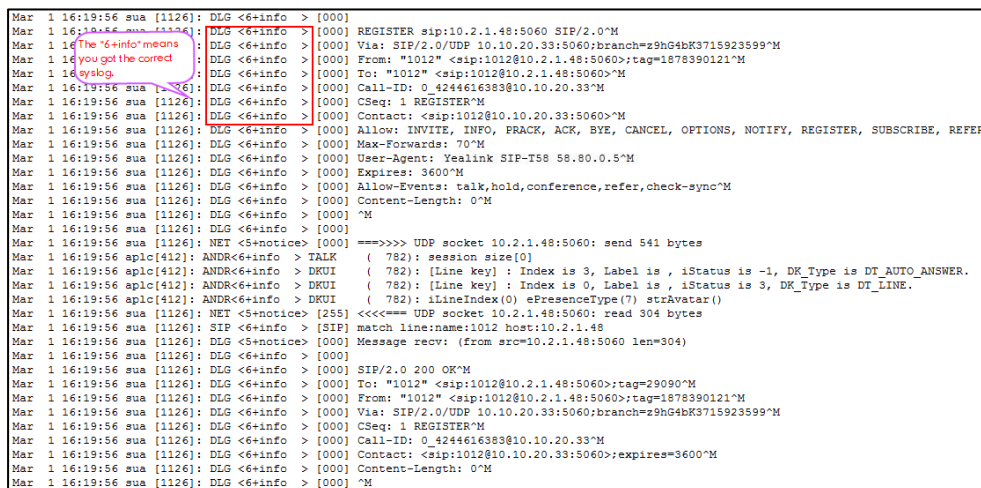 Mar  1 16:19:56 sua [1126]: DLG <6+info  > [000]
Mar  1 16:19:56 sua [1126]: DLG <6+info  > [000] REGISTER sip:10.2.1.48:5060 SIP/2.0^M
Mar  1 DLG <6+info  > [000] Via: SIP/2.0/UDP 10.10.20.33:5060;branch=z9hG4bK3715923599^M
Mar  1 DLG <6+info  > [000] From: "1012" <sip:1012@10.2.1.48:5060>;tag=1878390121^M
Mar  1 DLG <6+info  > [000] To: "1012" <sip:1012@10.2.1.48:5060>^M
Mar  1 16:19:56 sua [1126]: DLG <6+info  > [000] Call-ID: 0_4244616383@10.10.20.33^M
The "6+info" means
you got the correct
syslog.
Mar  1 16:19:56 sua [1126]: DLG <6+info  > [000] CSeq: 1 REGISTER^M
Mar  1 16:19:56 sua [1126]: DLG <6+info  > [000] Contact: <sip:1012@10.10.20.33:5060>^M
Mar  1 16:19:56 sua [1126]: DLG <6+info  > [000] Allow: INVITE, INFO, PRACK, ACK, BYE, CANCEL, OPTIONS, NOTIFY, REGISTER, SUBSCRIBE, REFER
Mar  1 16:19:56 sua [1126]: DLG <6+info  > [000] Max-Forwards: 70^M
Mar  1 16:19:56 sua [1126]: DLG <6+info  > [000] User-Agent: Yealink SIP-T58 58.80.0.5^M
Mar  1 16:19:56 sua [1126]: DLG <6+info  > [000] Expires: 3600^M
Mar  1 16:19:56 sua [1126]: DLG <6+info  > [000] Allow-Events: talk,hold,conference,refer,check-sync^M
Mar  1 16:19:56 sua [1126]: DLG <6+info  > [000] Content-Length: 0^M
Mar  1 16:19:56 sua [1126]: DLG <6+info  > [000] ^M
Mar  1 16:19:56 sua [1126]: DLG <6+info  > [000]
Mar  1 16:19:56 sua [1126]: NET <5+notice> [000] ===>>>> UDP socket 10.2.1.48:5060: send 541 bytes
Mar  1 16:19:56 aplc[412]: ANDR<6+info  > TALK    (  782): session size[0]
Mar  1 16:19:56 aplc[412]: ANDR<6+info  > DKUI    (  782): [Line key] : Index is 3, Label is , iStatus is -1, DK_Type is DT_AUTO_ANSWER.
Mar  1 16:19:56 aplc[412]: ANDR<6+info  > DKUI    (  782): [Line key] : Index is 0, Label is , iStatus is 3, DK_Type is DT_LINE.
Mar  1 16:19:56 aplc[412]: ANDR<6+info  > DKUI    (  782): iLineIndex(0) ePresenceType(7) strAvatar()
Mar  1 16:19:56 sua [1126]: NET <5+notice> [255] <<<<=== UDP socket 10.2.1.48:5060: read 304 bytes
Mar  1 16:19:56 sua [1126]: SIP <6+info  > [SIP] match line:name:1012 host:10.2.1.48
Mar  1 16:19:56 sua [1126]: DLG <5+notice> [000] Message recv: (from src=10.2.1.48:5060 len=304)
Mar  1 16:19:56 sua [1126]: DLG <6+info  > [000]
Mar  1 16:19:56 sua [1126]: DLG <6+info  > [000] SIP/2.0 200 OK^M
Mar  1 16:19:56 sua [1126]: DLG <6+info  > [000] To: "1012" <sip:1012@10.2.1.48:5060>;tag=29090^M
Mar  1 16:19:56 sua [1126]: DLG <6+info  > [000] From: "1012" <sip:1012@10.2.1.48:5060>;tag=1878390121^M
Mar  1 16:19:56 sua [1126]: DLG <6+info  > [000] Via: SIP/2.0/UDP 10.10.20.33:5060;branch=z9hG4bK3715923599^M
Mar  1 16:19:56 sua [1126]: DLG <6+info  > [000] CSeq: 1 REGISTER^M
Mar  1 16:19:56 sua [1126]: DLG <6+info  > [000] Call-ID: 0_4244616383@10.10.20.33^M
Mar  1 16:19:56 sua [1126]: DLG <6+info  > [000] Contact: <sip:1012@10.10.20.33:5060>;expires=3600^M
Mar  1 16:19:56 sua [1126]: DLG <6+info  > [000] Content-Length: 0^M
Mar  1 16:19:56 sua [1126]: DLG <6+info  > [000] ^M